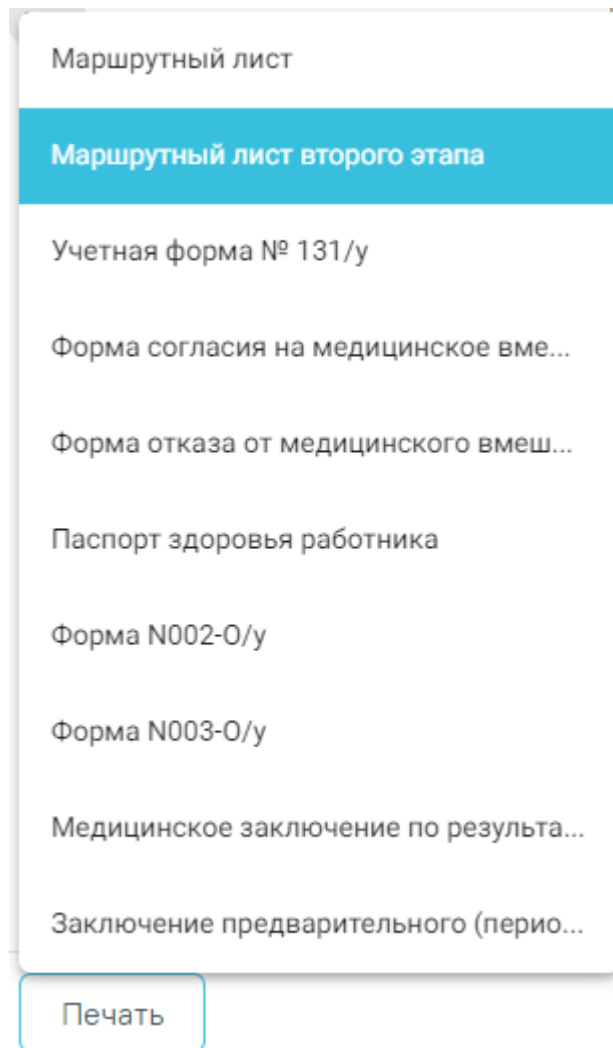 Маршрутный лист
Маршрутный лист второго этапа
Учетная форма № 131/у
Форма согласия на медицинское вме...
Форма отказа от медицинского вмеш...
Паспорт здоровья работника
Форма N002-О/у
Форма N003-О/у
Медицинское заключение по результа...
Заключение предварительного (перио...
Печать